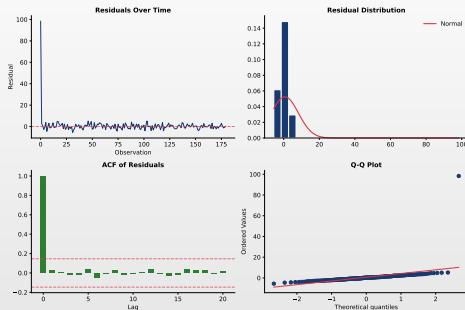 Residuals Over Time
100
80
60
40
20
0
Residual
0 25 50 75 100 125 150 175
Observation
Residual Distribution
Normal
0.14
0.12
0.10
0.08
0.06
0.04
0.02
0.00
0 20 40 60 80 100
ACF of Residuals
1.0
0.8
0.6
0.4
0.2
0.0
−0.2
0 5 10 15 20
Lag
Q-Q Plot
100
80
60
40
20
0
Ordered Values
−2 −1 0 1 2
Theoretical quantiles